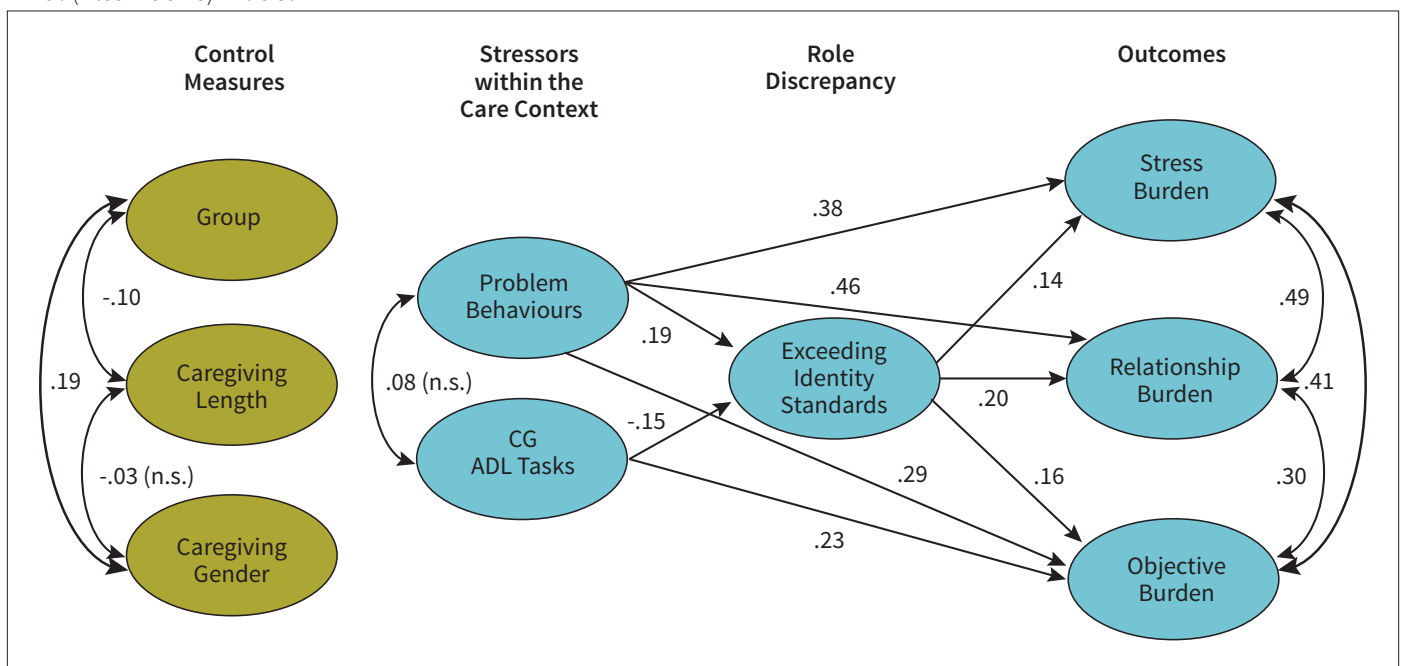 Control
Measures
Stressors
within the
Care Context
Role
Discrepancy
Outcomes
Group
Caregiving
Length
Caregiving
Gender
-.10
.19
-.03 (n.s.)
Problem
Behaviours
CG
ADL Tasks
.08 (n.s.)
Exceeding
Identity
Standards
.38
.46
.19
-.15
.29
.23
.14
.20
.16
Stress
Burden
Relationship
Burden
Objective
Burden
.49
.41
.30